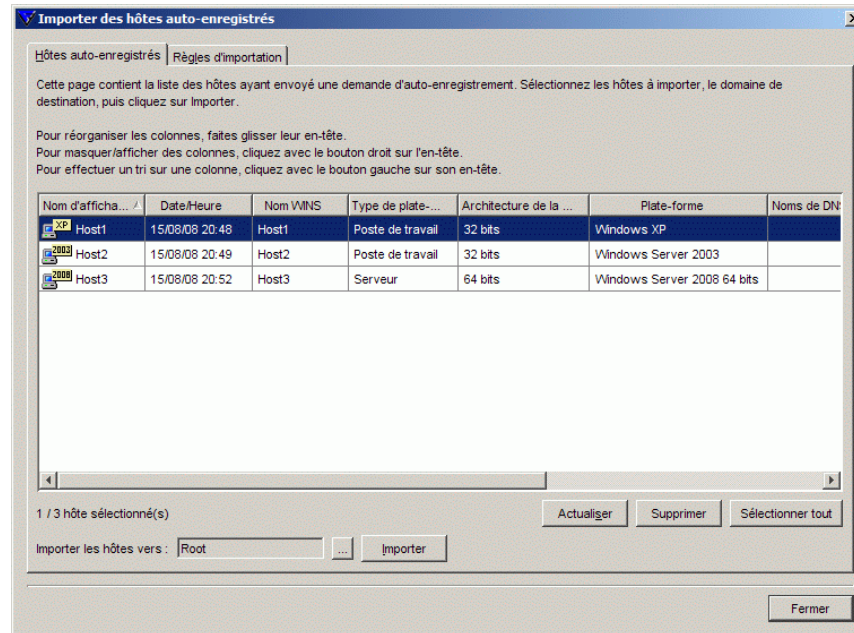 Importer des hôtes auto-enregistrés
Hôtes auto-enregistrés Règles d'importation
Cette page contient la liste des hôtes ayant envoyé une demande d'auto-enregistrement. Sélectionnez les hôtes à importer, le domaine de
destination, puis cliquez sur Importer.
Pour réorganiser les colonnes, faites glisser leur en-tête.
Pour masquer/afficher des colonnes, cliquez avec le bouton droit sur l'en-tête.
Pour effectuer un tri sur une colonne, cliquez avec le bouton gauche sur son en-tête.
Nom d'afficha... Date/Heure Nom WINS Type de plate-... Architecture de la ... Plate-forme Noms de DN
XP Host1 15/08/08 20:48 Host1 Poste de travail 32 bits Windows XP
2003 Host2 15/08/08 20:49 Host2 Poste de travail 32 bits Windows Server 2003
2008 Host3 15/08/08 20:52 Host3 Serveur 64 bits Windows Server 2008 64 bits
1 / 3 hôte sélectionné(s) Actualiser Supprimer Sélectionner tout
Importer les hôtes vers : Root ... Importer
Fermer